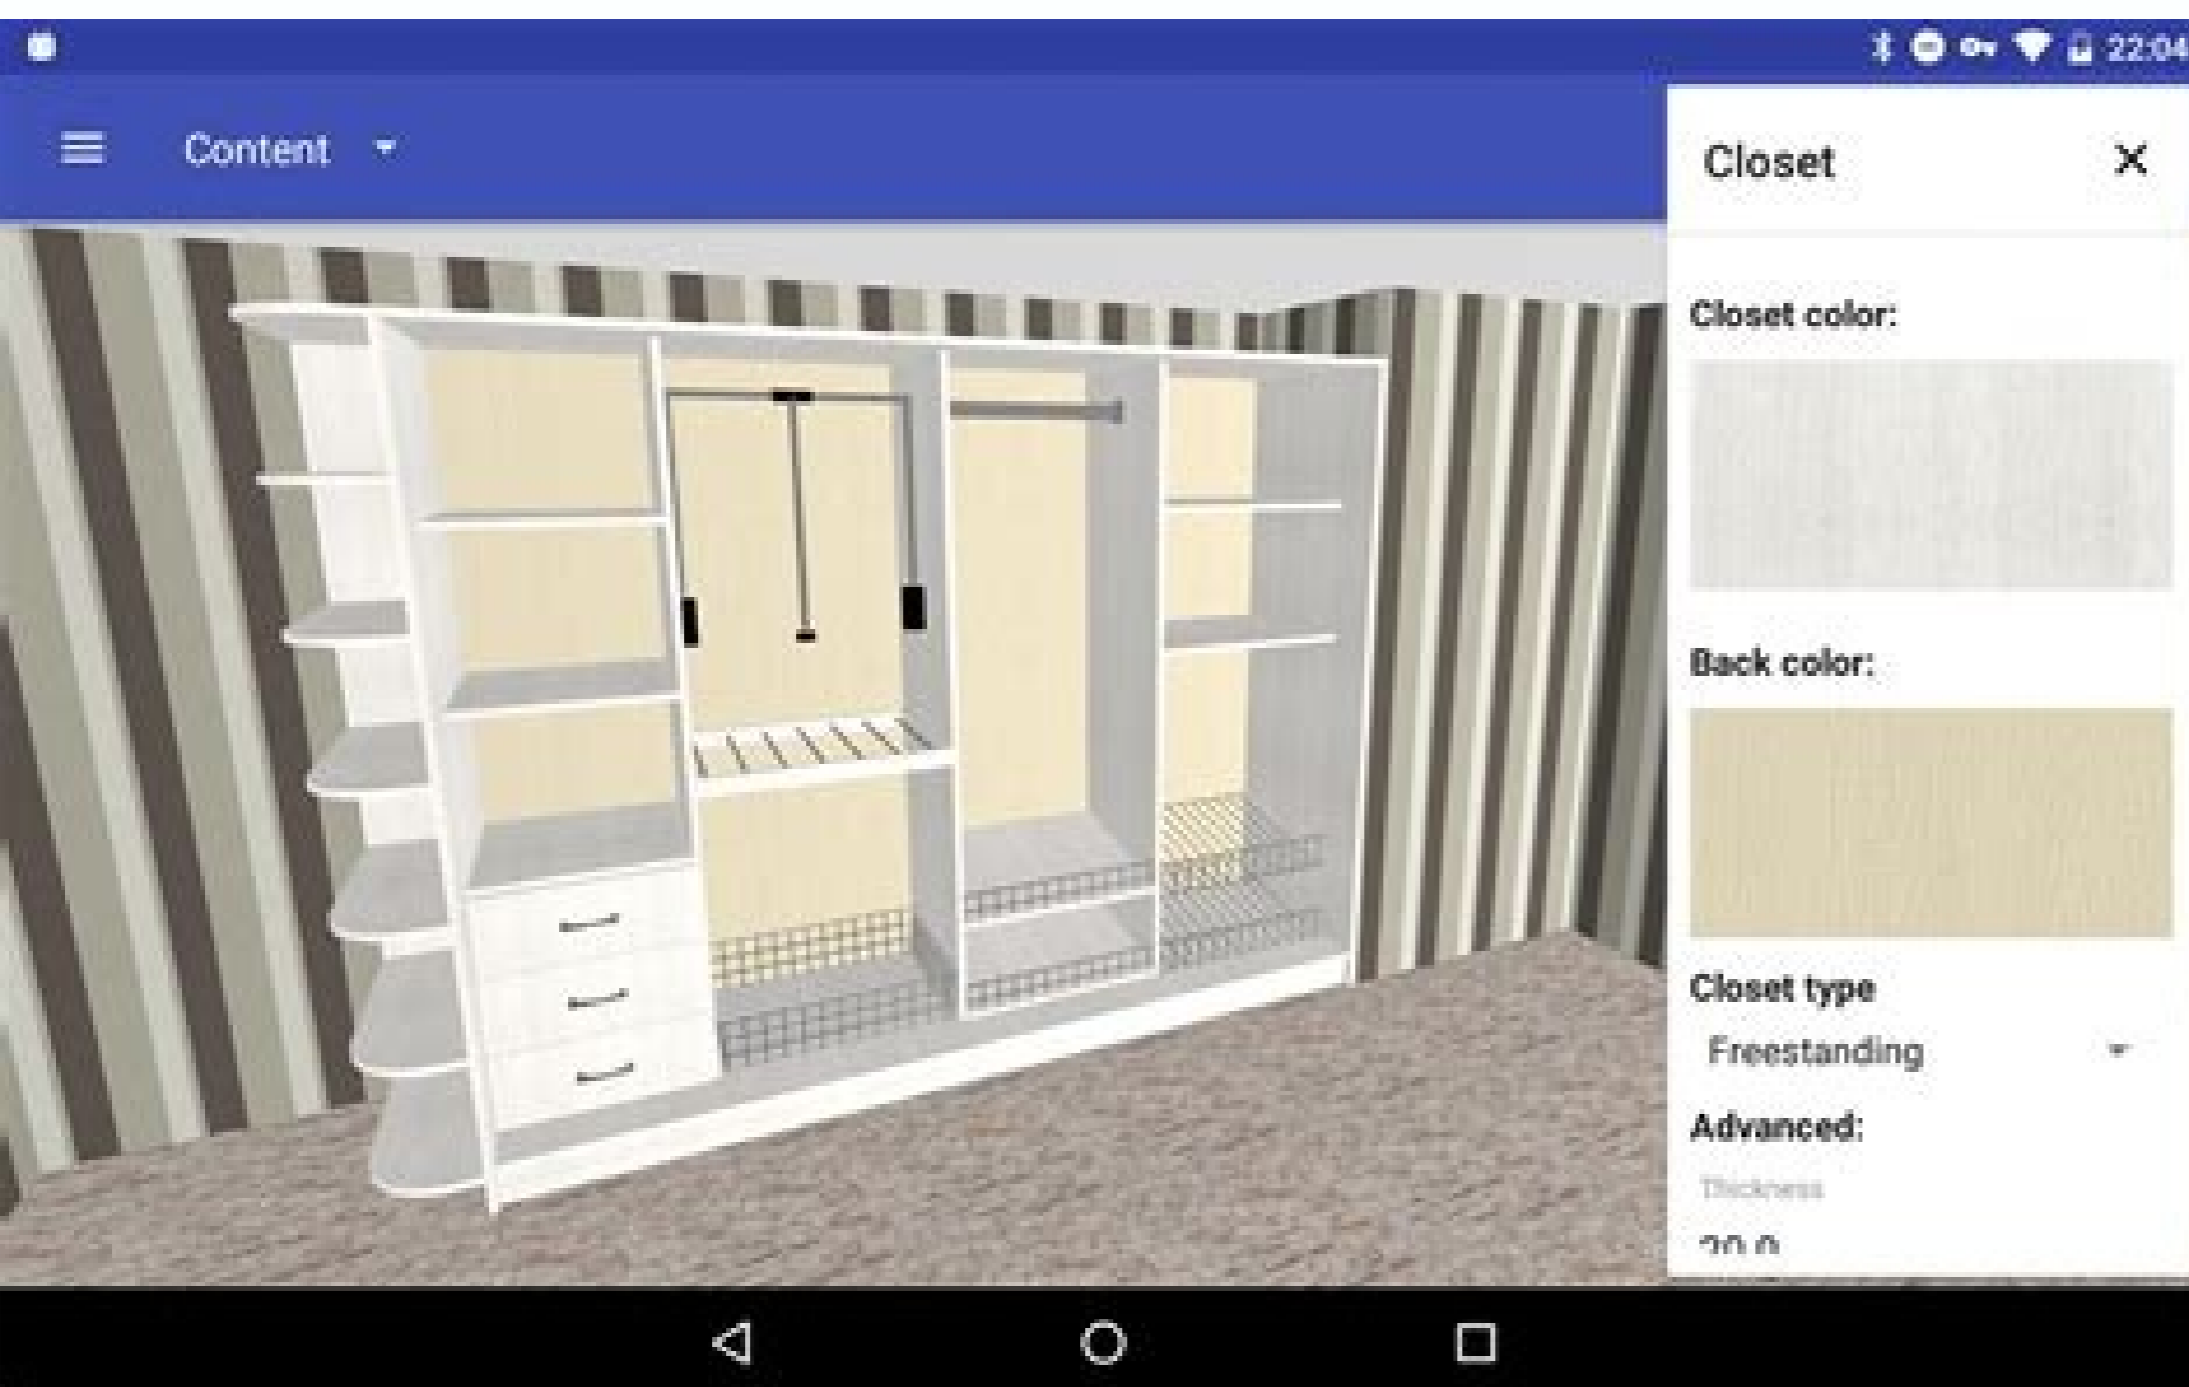 22:04
Content
Closet
Closet color:
Back color:
Closet type
Freestanding
Advanced:
Thickness